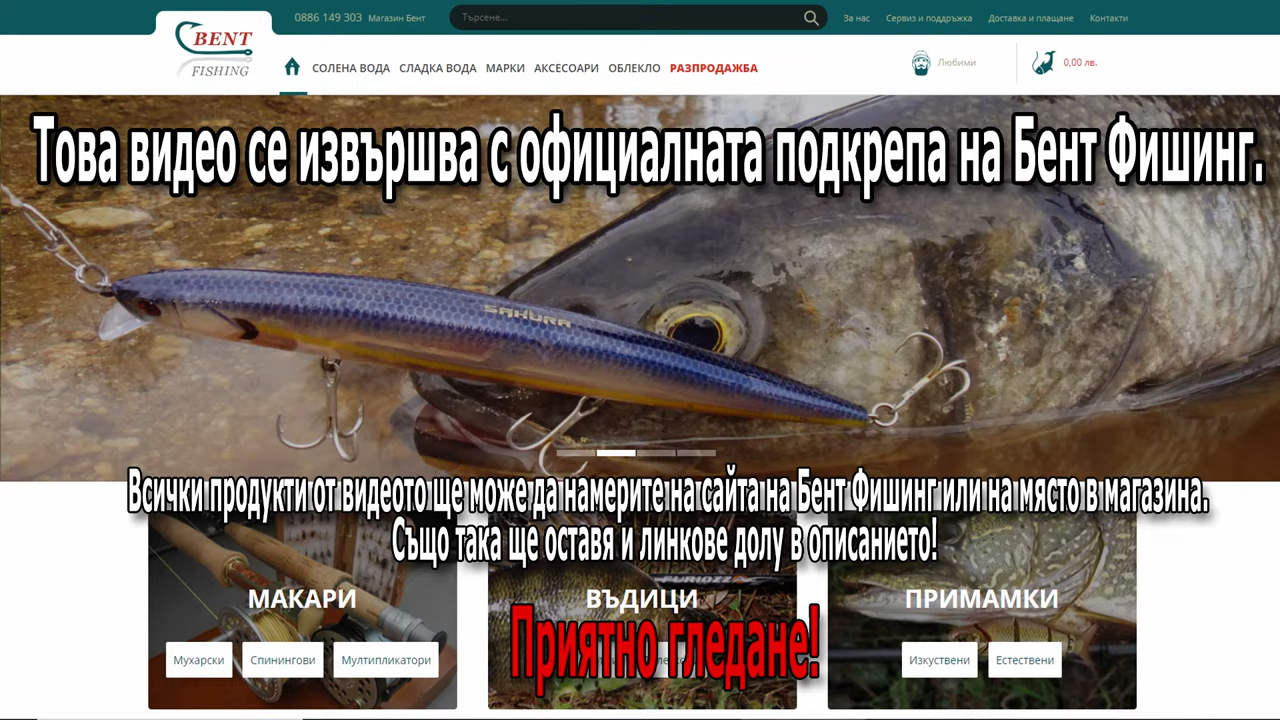 0886 149 303 Магазин Бент
Търсене...
За нас Сервиз и поддръжка Доставка и плащане Контакти
BENT
FISHING
СОЛЕНА ВОДА СЛАДКА ВОДА МАРКИ АКСЕСОАРИ ОБЛЕКЛО РАЗПРОДАЖБА
Любими
0,00 лв.
Това видео се извършва с официалната подкрепа на Бент Фишинг.
SAKURA
Всички продукти от видеото ще може да намерите на сайта на Бент Фишинг или на място в магазина.
Също така ще оставя и линкове долу в описанието!
FURIOZZ
МАКАРИ
ВЪДИЦИ
ПРИМАМКИ
Приятно гледане!
Мухарски Спинингови Мултипликатори
Изкуствени Естествени